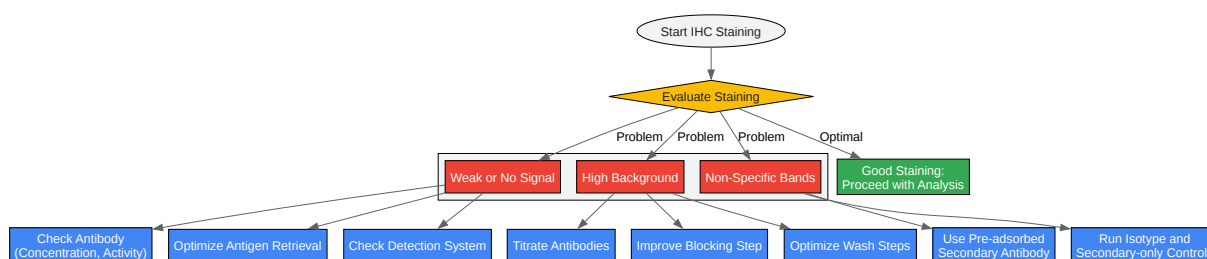 Start IHC Staining
Evaluate Staining
Problem
Problem
Problem
Optimal
Weak or No Signal
High Background
Non-Specific Bands
Good Staining:
Proceed with Analysis
Check Antibody
(Concentration, Activity)
Optimize Antigen Retrieval
Check Detection System
Titrate Antibodies
Improve Blocking Step
Optimize Wash Steps
Use Pre-adsorbed
Secondary Antibody
Run Isotype and
Secondary-only Control